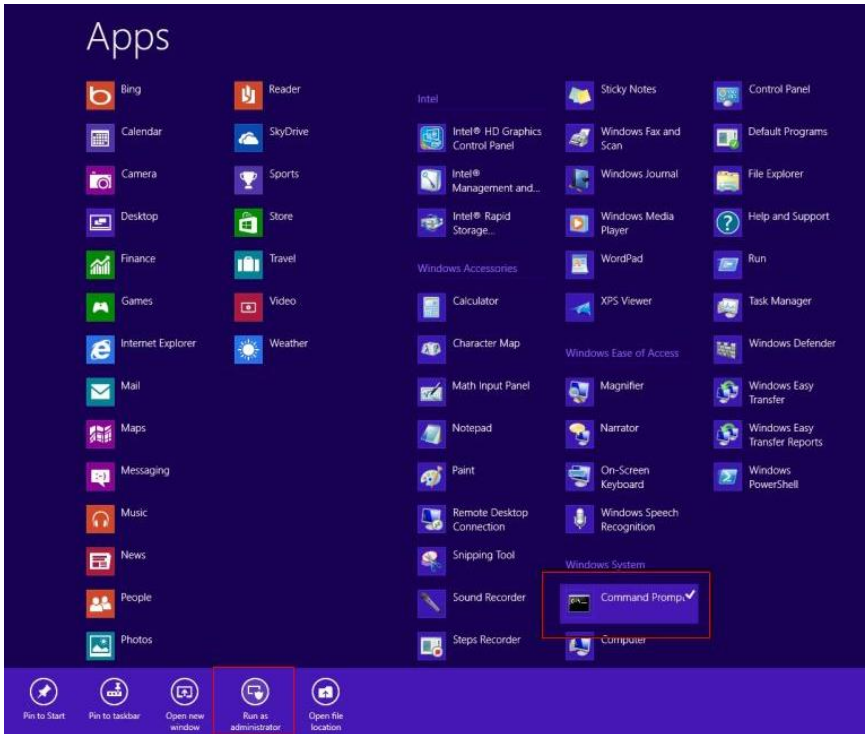 Apps
Bing
Calendar
Camera
Desktop
Finance
Games
Internet Explorer
Mail
Maps
Messaging
Music
News
People
Photos
Reader
SkyDrive
Sports
Store
Travel
Video
Weather
Intel
Intel® HD Graphics
Control Panel
Intel®
Management and...
Intel® Rapid
Storage...
Windows Accessories
Calculator
Character Map
Math Input Panel
Notepad
Paint
Remote Desktop
Connection
Snipping Tool
Sound Recorder
Steps Recorder
Sticky Notes
Windows Fax and
Scan
Windows Journal
Windows Media
Player
WordPad
XPS Viewer
Windows Ease of Access
Magnifier
Narrator
On-Screen
Keyboard
Windows Speech
Recognition
Windows System
Command Prompt
Computer
Control Panel
Default Programs
File Explorer
Help and Support
Run
Task Manager
Windows Defender
Windows Easy
Transfer
Windows Easy
Transfer Reports
Windows
PowerShell
Pin to Start
Pin to taskbar
Open new
window
Run as
administrator
Open file
location